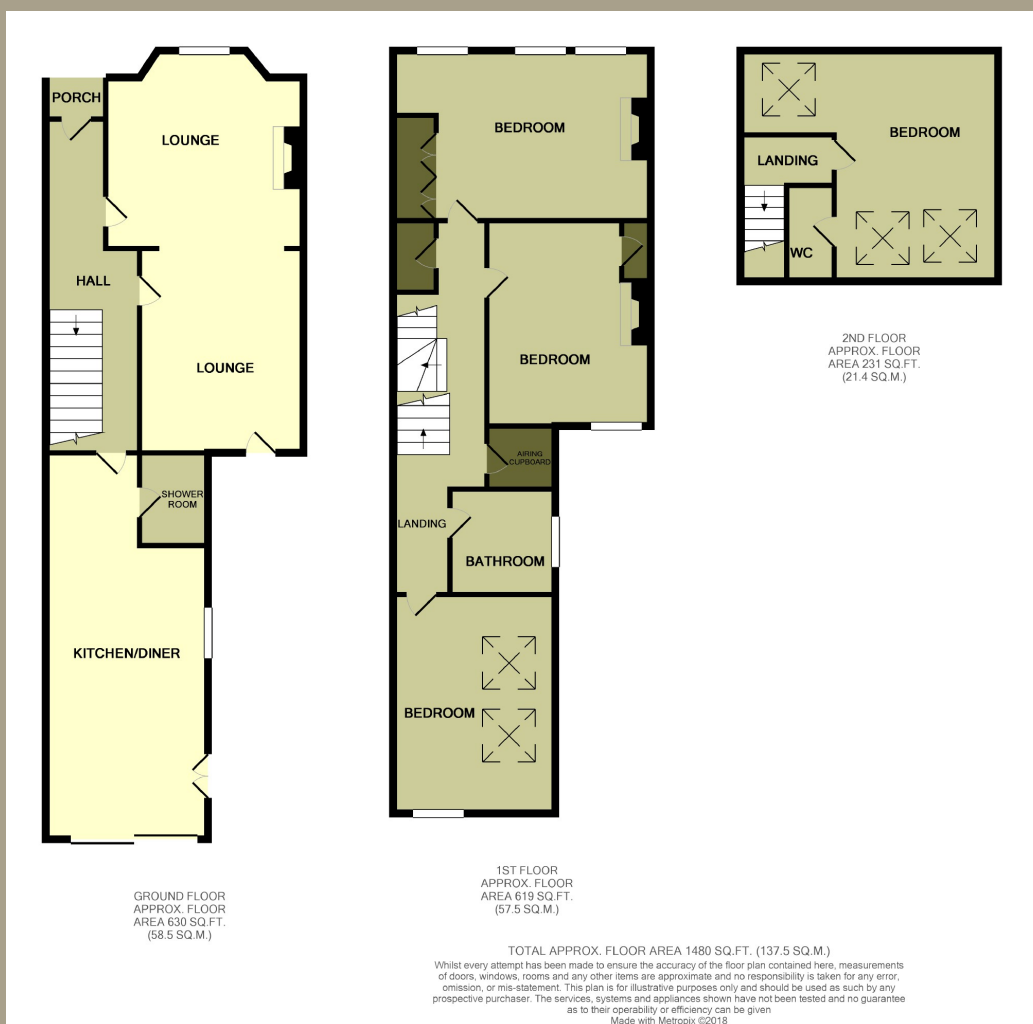 PORCH
LOUNGE
HALL
LOUNGE
SHOWER
ROOM
KITCHEN/DINER
GROUND FLOOR
APPROX. FLOOR
AREA 630 SQ.FT.
(58.5 SQ.M.)
BEDROOM
BEDROOM
AIRING
CUPBOARD
LANDING
BATHROOM
BEDROOM
1ST FLOOR
APPROX. FLOOR
AREA 619 SQ.FT.
(57.5 SQ.M.)
BEDROOM
LANDING
WC
2ND FLOOR
APPROX. FLOOR
AREA 231 SQ.FT.
(21.4 SQ.M.)
TOTAL APPROX. FLOOR AREA 1480 SQ.FT. (137.5 SQ.M.)
Whilst every attempt has been made to ensure the accuracy of the floor plan contained here, measurements
of doors, windows, rooms and any other items are approximate and no responsibility is taken for any error,
omission, or mis-statement. This plan is for illustrative purposes only and should be used as such by any
prospective purchaser. The services, systems and appliances shown have not been tested and no guarantee
as to their operability or efficiency can be given
Made with Metropix ©2018